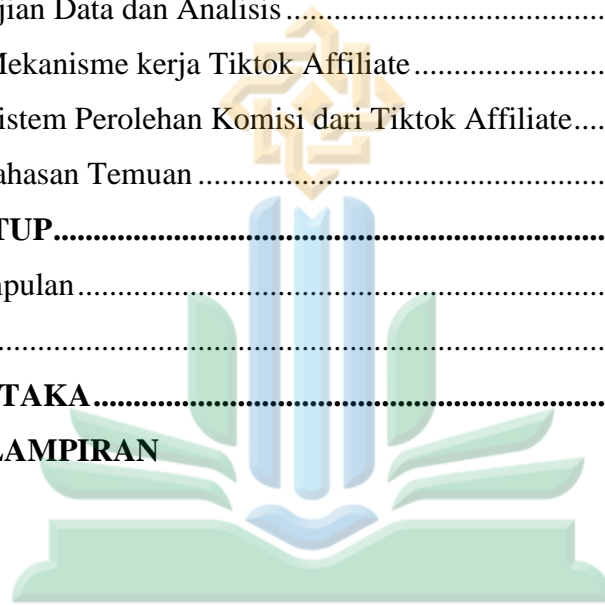 jian Data dan Analisis ................................................
Mekanisme kerja Tiktok Affiliate ............................
istem Perolehan Komisi dari Tiktok Affiliate ....
ahasan Temuan ............................................................
TUP ................................................................................
npulan ...........................................................................
.......................................................................................
TAKA ...........................................................................
LAMPIRAN